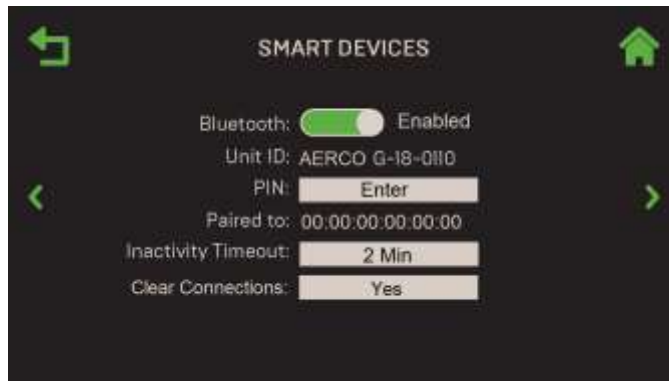 SMART DEVICES
Bluetooth: Enabled
Unit ID: AERCO G-18-0110
PIN: Enter
Paired to: 00:00:00:00:00:00
Inactivity Timeout: 2 Min
Clear Connections: Yes